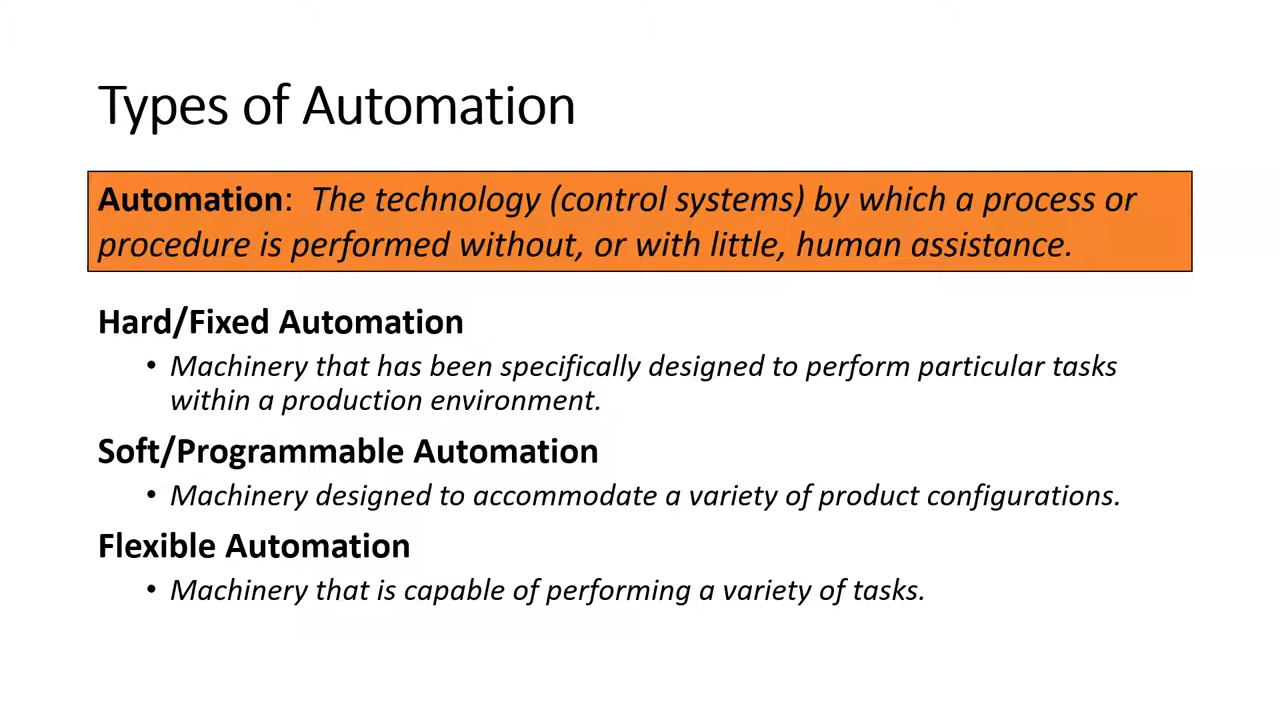 Types of Automation
Automation:  The technology (control systems) by which a process or
procedure is performed without, or with little, human assistance.
Hard/Fixed Automation
• Machinery that has been specifically designed to perform particular tasks
within a production environment.
Soft/Programmable Automation
• Machinery designed to accommodate a variety of product configurations.
Flexible Automation
• Machinery that is capable of performing a variety of tasks.